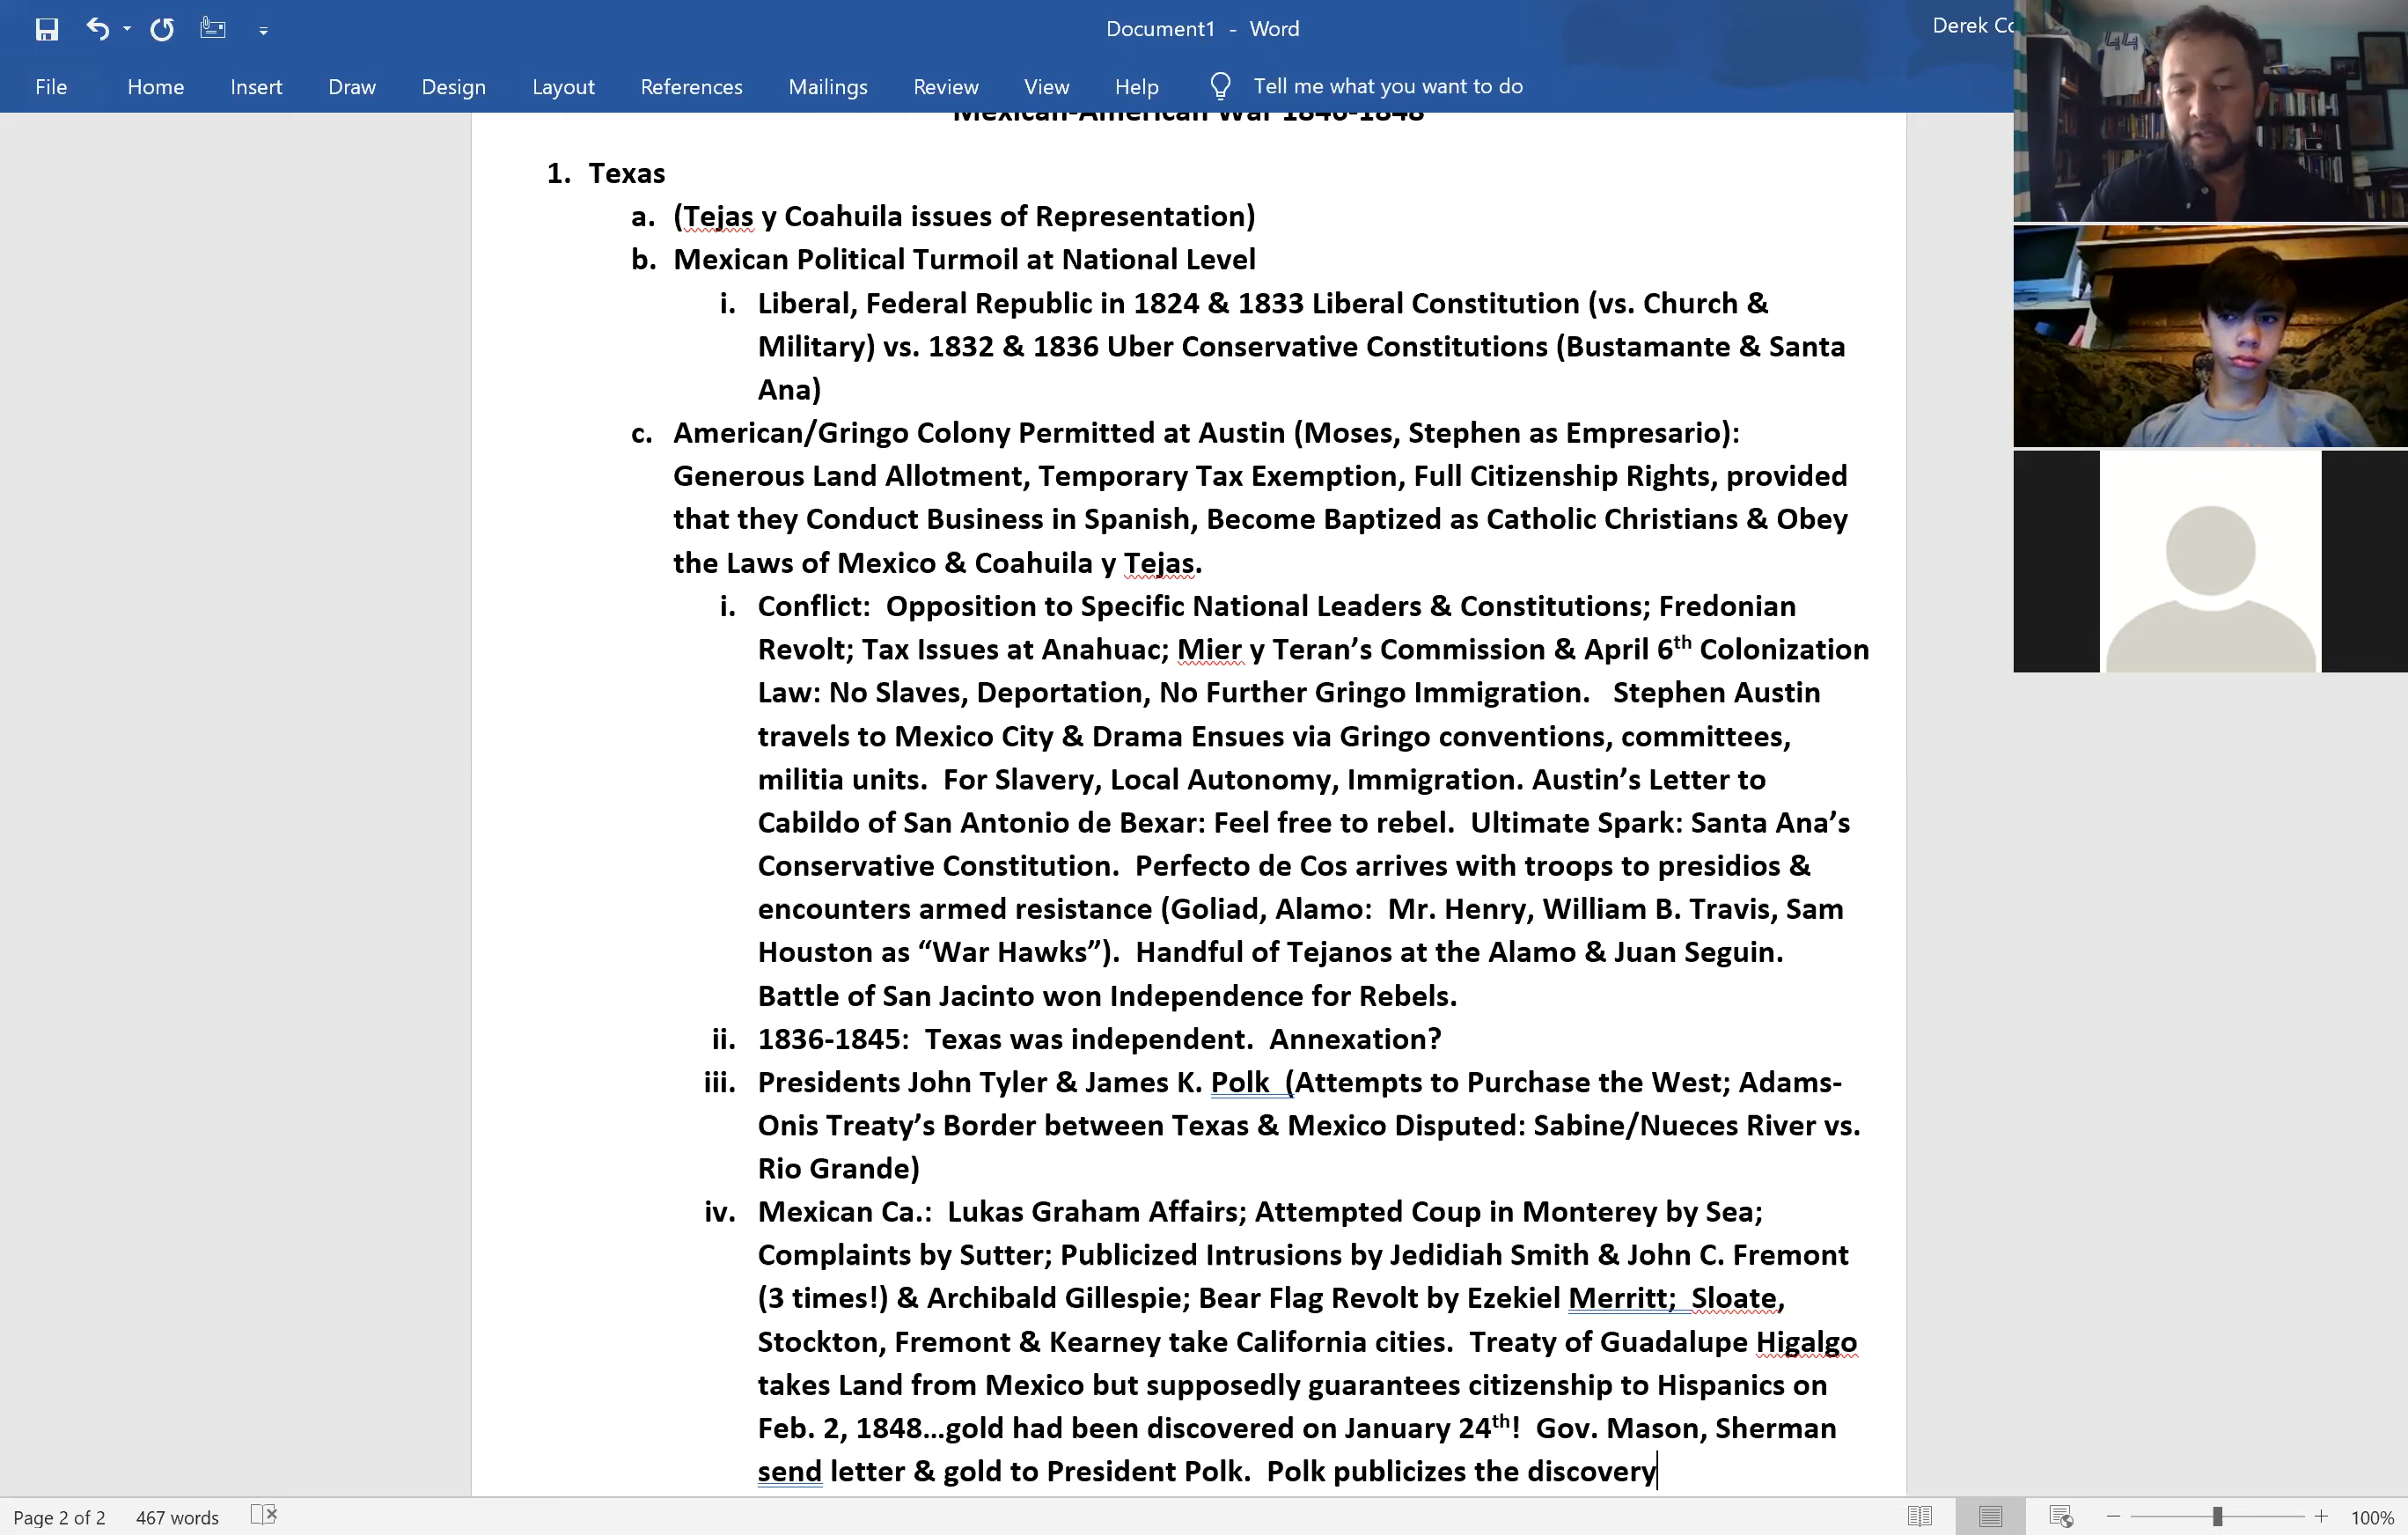 Document1 - Word
Derek Co
File Home Insert Draw Design Layout References Mailings Review View Help Tell me what you want to do
44
Mexican-American War 1846-1848
1. Texas
a. (Tejas y Coahuila issues of Representation)
b. Mexican Political Turmoil at National Level
i. Liberal, Federal Republic in 1824 & 1833 Liberal Constitution (vs. Church &
Military) vs. 1832 & 1836 Uber Conservative Constitutions (Bustamante & Santa
Ana)
c. American/Gringo Colony Permitted at Austin (Moses, Stephen as Empresario):
Generous Land Allotment, Temporary Tax Exemption, Full Citizenship Rights, provided
that they Conduct Business in Spanish, Become Baptized as Catholic Christians & Obey
the Laws of Mexico & Coahuila y Tejas.
i. Conflict:  Opposition to Specific National Leaders & Constitutions; Fredonian
Revolt; Tax Issues at Anahuac; Mier y Teran’s Commission & April 6th Colonization
Law: No Slaves, Deportation, No Further Gringo Immigration.   Stephen Austin
travels to Mexico City & Drama Ensues via Gringo conventions, committees,
militia units.  For Slavery, Local Autonomy, Immigration. Austin’s Letter to
Cabildo of San Antonio de Bexar: Feel free to rebel.  Ultimate Spark: Santa Ana’s
Conservative Constitution.  Perfecto de Cos arrives with troops to presidios &
encounters armed resistance (Goliad, Alamo:  Mr. Henry, William B. Travis, Sam
Houston as “War Hawks”).  Handful of Tejanos at the Alamo & Juan Seguin.
Battle of San Jacinto won Independence for Rebels.
ii. 1836-1845:  Texas was independent.  Annexation?
iii. Presidents John Tyler & James K. Polk  (Attempts to Purchase the West; Adams-
Onis Treaty’s Border between Texas & Mexico Disputed: Sabine/Nueces River vs.
Rio Grande)
iv. Mexican Ca.:  Lukas Graham Affairs; Attempted Coup in Monterey by Sea;
Complaints by Sutter; Publicized Intrusions by Jedidiah Smith & John C. Fremont
(3 times!) & Archibald Gillespie; Bear Flag Revolt by Ezekiel Merritt;  Sloate,
Stockton, Fremont & Kearney take California cities.  Treaty of Guadalupe Higalgo
takes Land from Mexico but supposedly guarantees citizenship to Hispanics on
Feb. 2, 1848…gold had been discovered on January 24th!  Gov. Mason, Sherman
send letter & gold to President Polk.  Polk publicizes the discovery
Page 2 of 2 467 words 100%